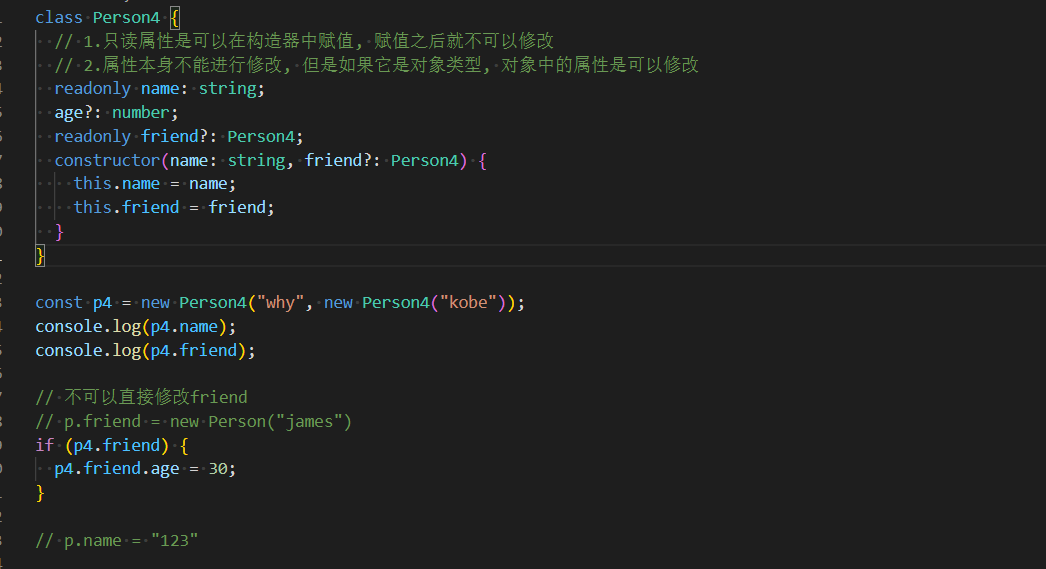 class Person4 {
// 1.只读属性是可以在构造器中赋值, 赋值之后就不可以修改
// 2.属性本身不能进行修改, 但是如果它是对象类型, 对象中的属性是可以修改
readonly name: string;
age?: number;
readonly friend?: Person4;
constructor(name: string, friend?: Person4) {
this.name = name;
this.friend = friend;
}
}
const p4 = new Person4("why", new Person4("kobe"));
console.log(p4.name);
console.log(p4.friend);
// 不可以直接修改friend
// p.friend = new Person("james")
if (p4.friend) {
p4.friend.age = 30;
}
// p.name = "123"